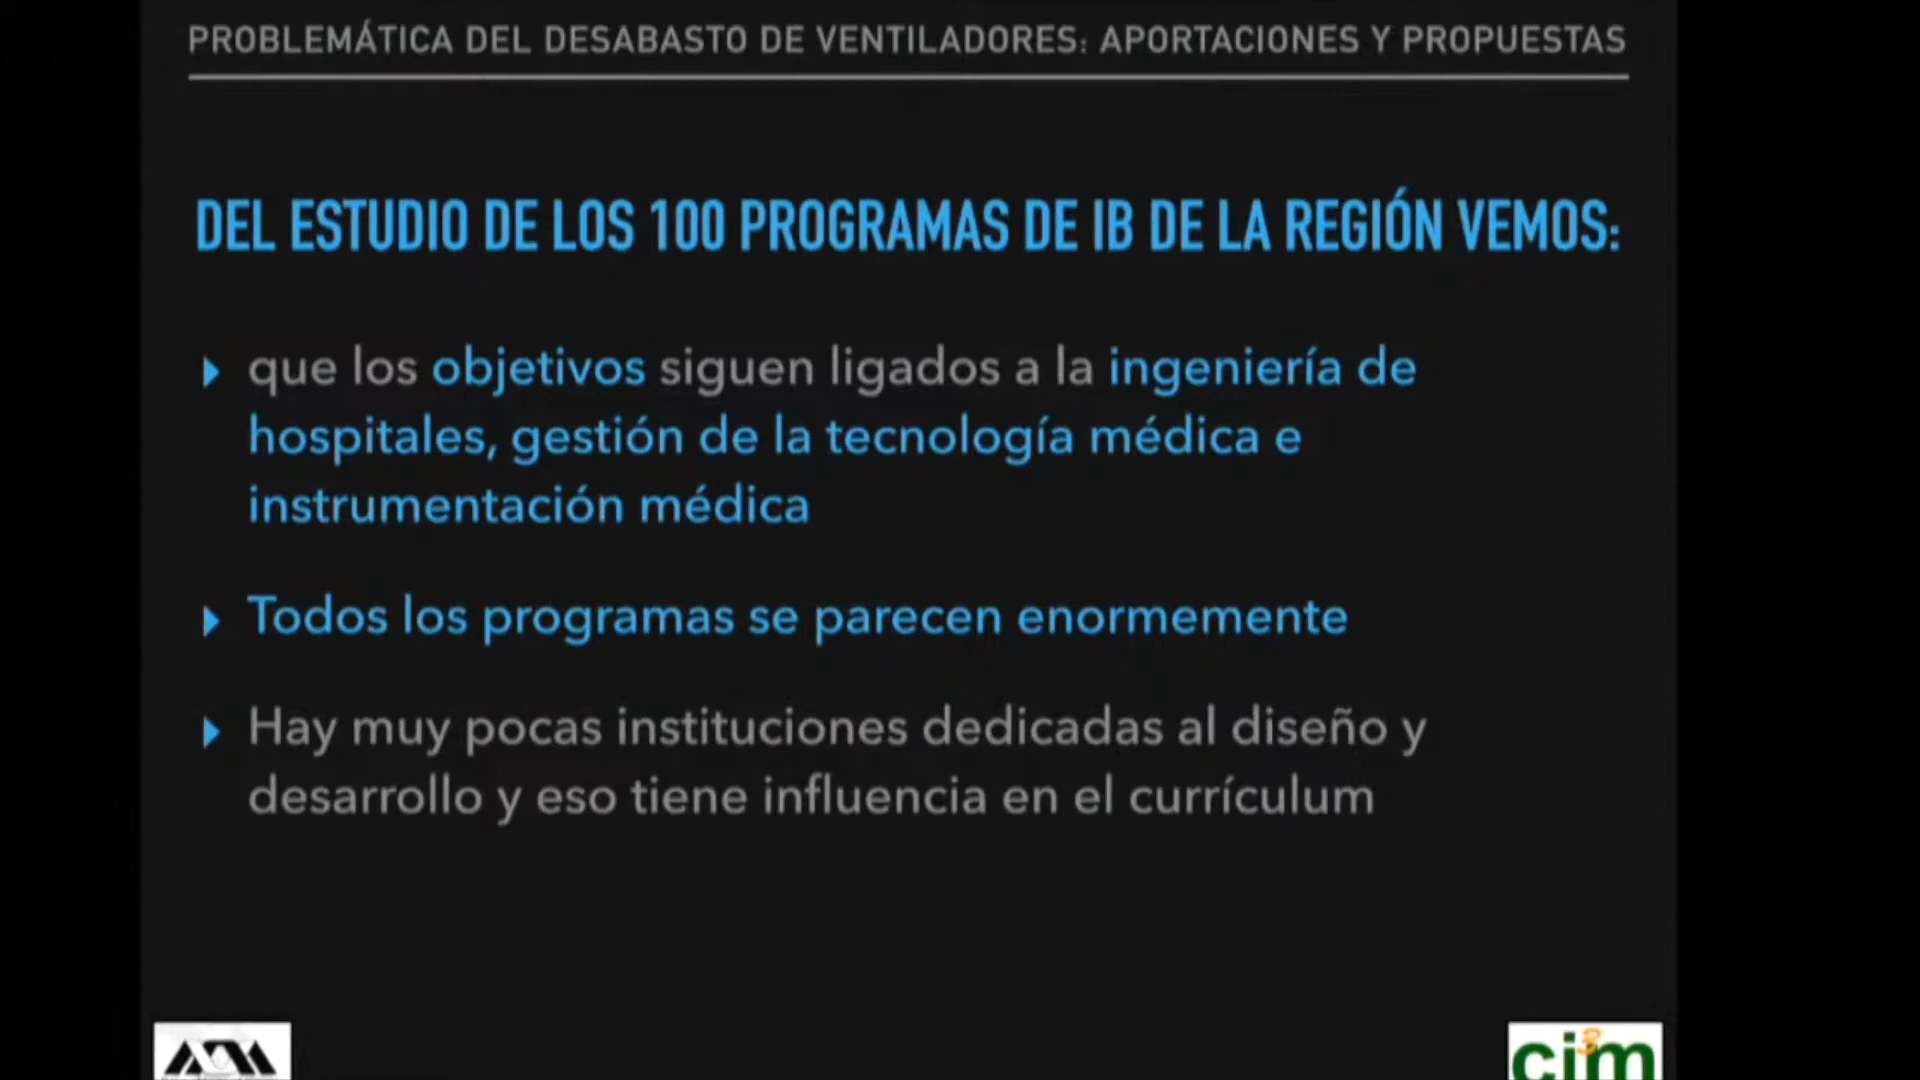 PROBLEMÁTICA DEL DESABASTO DE VENTILADORES: APORTACIONES Y PROPUESTAS
DEL ESTUDIO DE LOS 100 PROGRAMAS DE IB DE LA REGIÓN VEMOS:
que los objetivos siguen ligados a la ingeniería de
hospitales, gestión de la tecnología médica e
instrumentación médica
Todos los programas se parecen enormemente
Hay muy pocas instituciones dedicadas al diseño y
desarrollo y eso tiene influencia en el currículum
ci3m